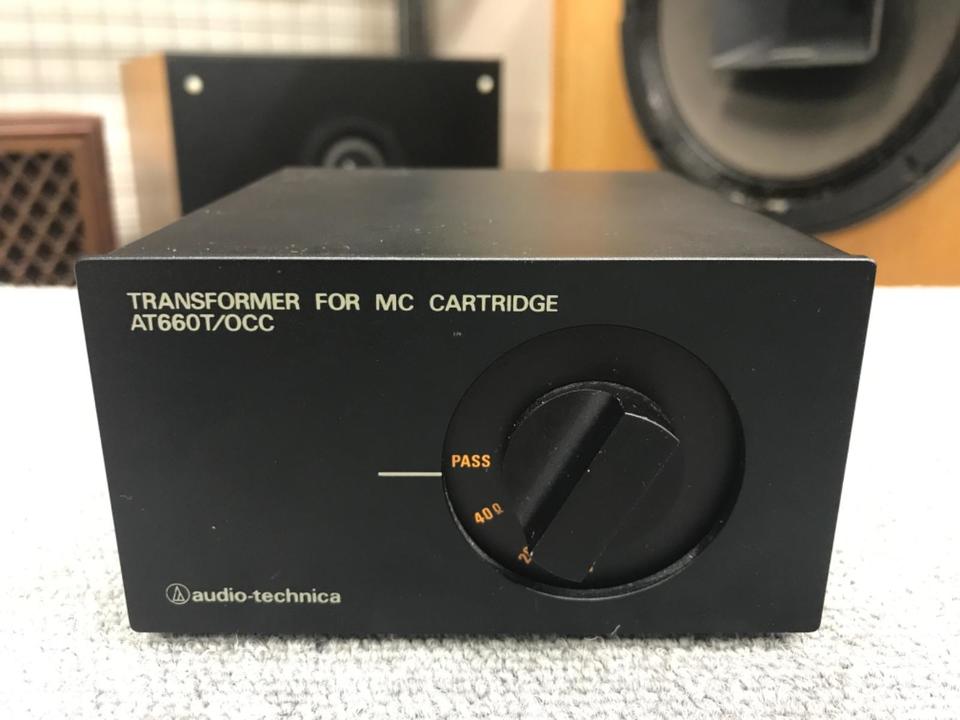 TRANSFORMER FOR MC CARTRIDGE
AT660T/OCC
PASS
40Ω
audio-technica